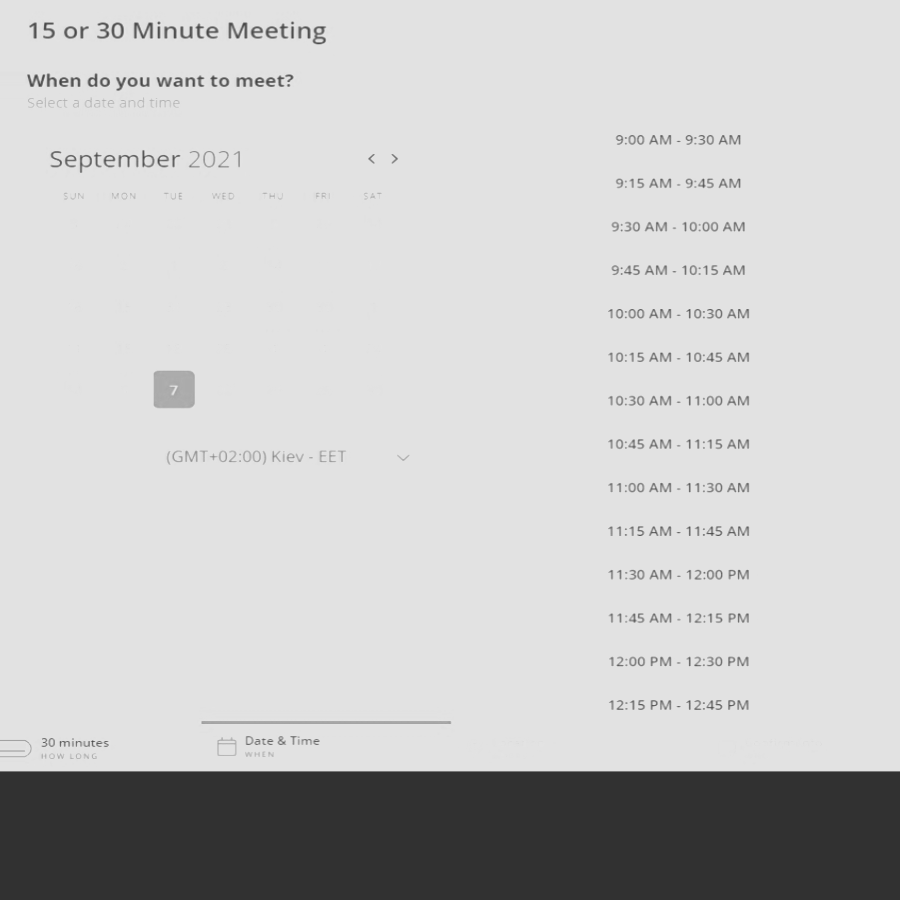 15 or 30 Minute Meeting
When do you want to meet?
Select a date and time
September 2021
SUN MON TUE WED THU FRI SAT
7
(GMT+02:00) Kiev - EET
9:00 AM - 9:30 AM
9:15 AM - 9:45 AM
9:30 AM - 10:00 AM
9:45 AM - 10:15 AM
10:00 AM - 10:30 AM
10:15 AM - 10:45 AM
10:30 AM - 11:00 AM
10:45 AM - 11:15 AM
11:00 AM - 11:30 AM
11:15 AM - 11:45 AM
11:30 AM - 12:00 PM
11:45 AM - 12:15 PM
12:00 PM - 12:30 PM
12:15 PM - 12:45 PM
30 minutes
HOW LONG
Date & Time
WHEN